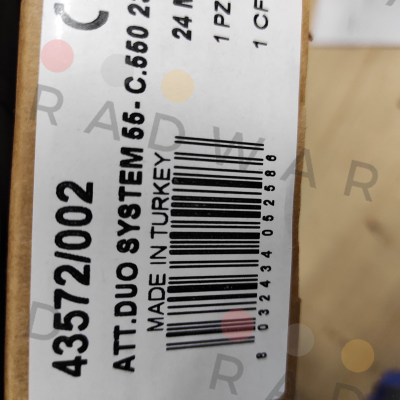 43572/002
ATT.DUO SYSTEM 55- C.550 23
MADE IN TURKEY
8 032434 052586
24 M
1 PZ
1 CF
RADWAR